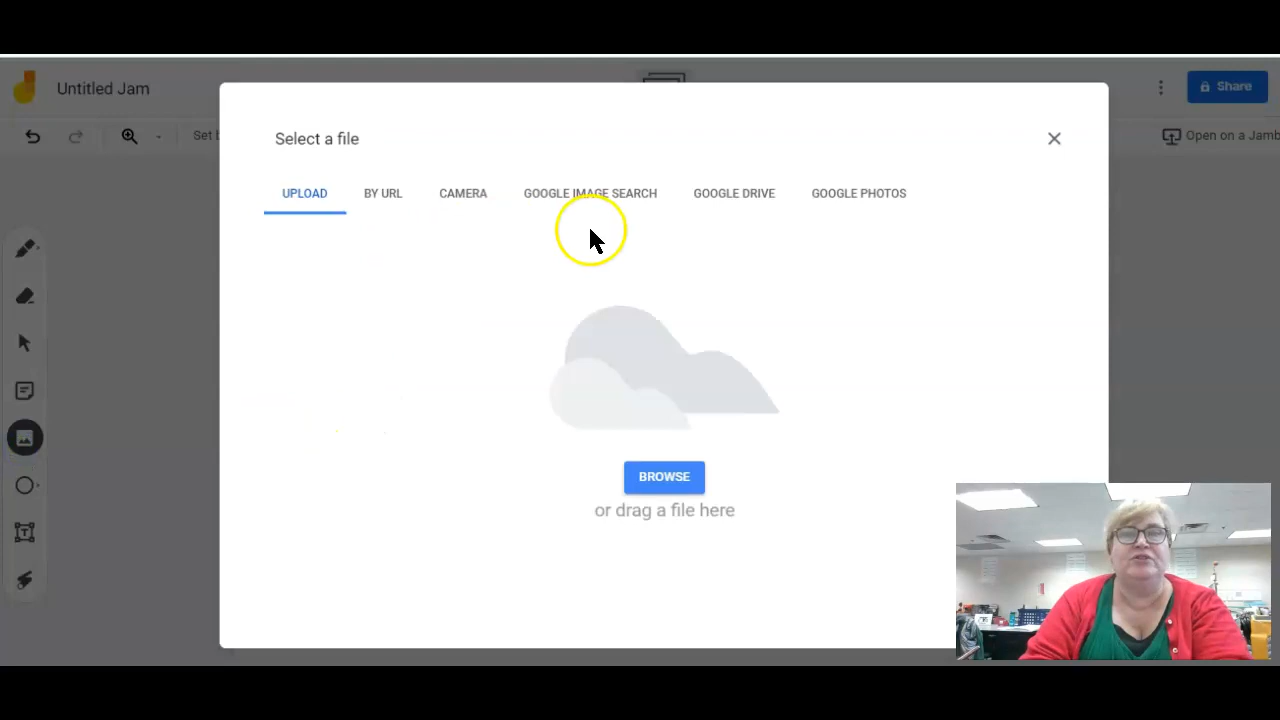 Untitled Jam
Share
Set b
Open on a Jamb
Select a file
UPLOAD BY URL CAMERA GOOGLE IMAGE SEARCH GOOGLE DRIVE GOOGLE PHOTOS
BROWSE
or drag a file here
T